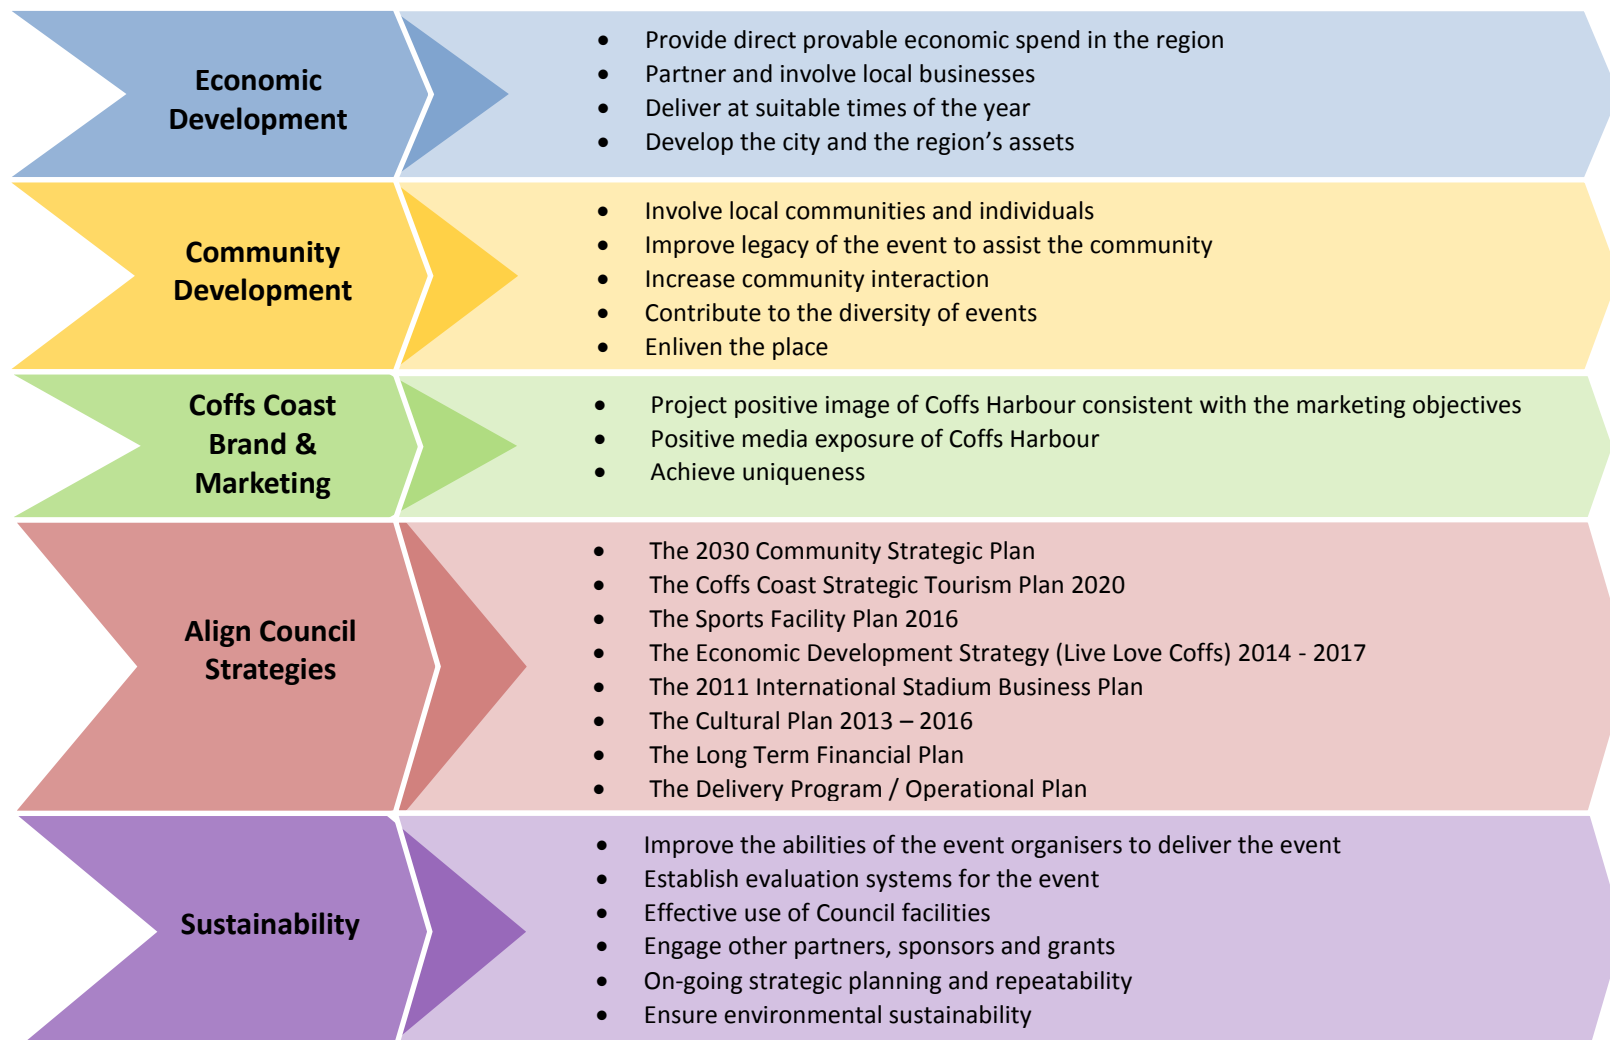 Economic
Development
• Provide direct provable economic spend in the region
• Partner and involve local businesses
• Deliver at suitable times of the year
• Develop the city and the region’s assets
Community
Development
• Involve local communities and individuals
• Improve legacy of the event to assist the community
• Increase community interaction
• Contribute to the diversity of events
• Enliven the place
Coffs Coast
Brand &
Marketing
• Project positive image of Coffs Harbour consistent with the marketing objectives
• Positive media exposure of Coffs Harbour
• Achieve uniqueness
Align Council
Strategies
• The 2030 Community Strategic Plan
• The Coffs Coast Strategic Tourism Plan 2020
• The Sports Facility Plan 2016
• The Economic Development Strategy (Live Love Coffs) 2014 - 2017
• The 2011 International Stadium Business Plan
• The Cultural Plan 2013 – 2016
• The Long Term Financial Plan
• The Delivery Program / Operational Plan
Sustainability
• Improve the abilities of the event organisers to deliver the event
• Establish evaluation systems for the event
• Effective use of Council facilities
• Engage other partners, sponsors and grants
• On-going strategic planning and repeatability
• Ensure environmental sustainability